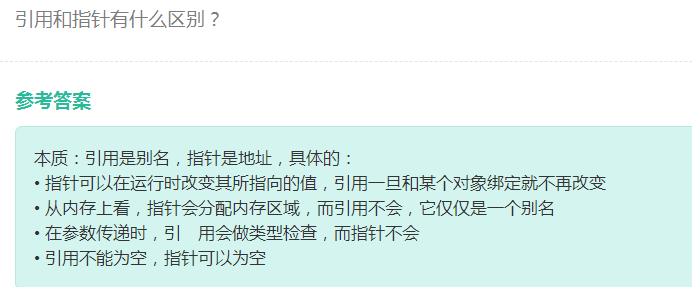 引用和指针有什么区别？
参考答案
本质：引用是别名，指针是地址，具体的：
• 指针可以在运行时改变其所指向的值，引用一旦和某个对象绑定就不再改变
• 从内存上看，指针会分配内存区域，而引用不会，它仅仅是一个别名
• 在参数传递时，引　用会做类型检查，而指针不会
• 引用不能为空，指针可以为空